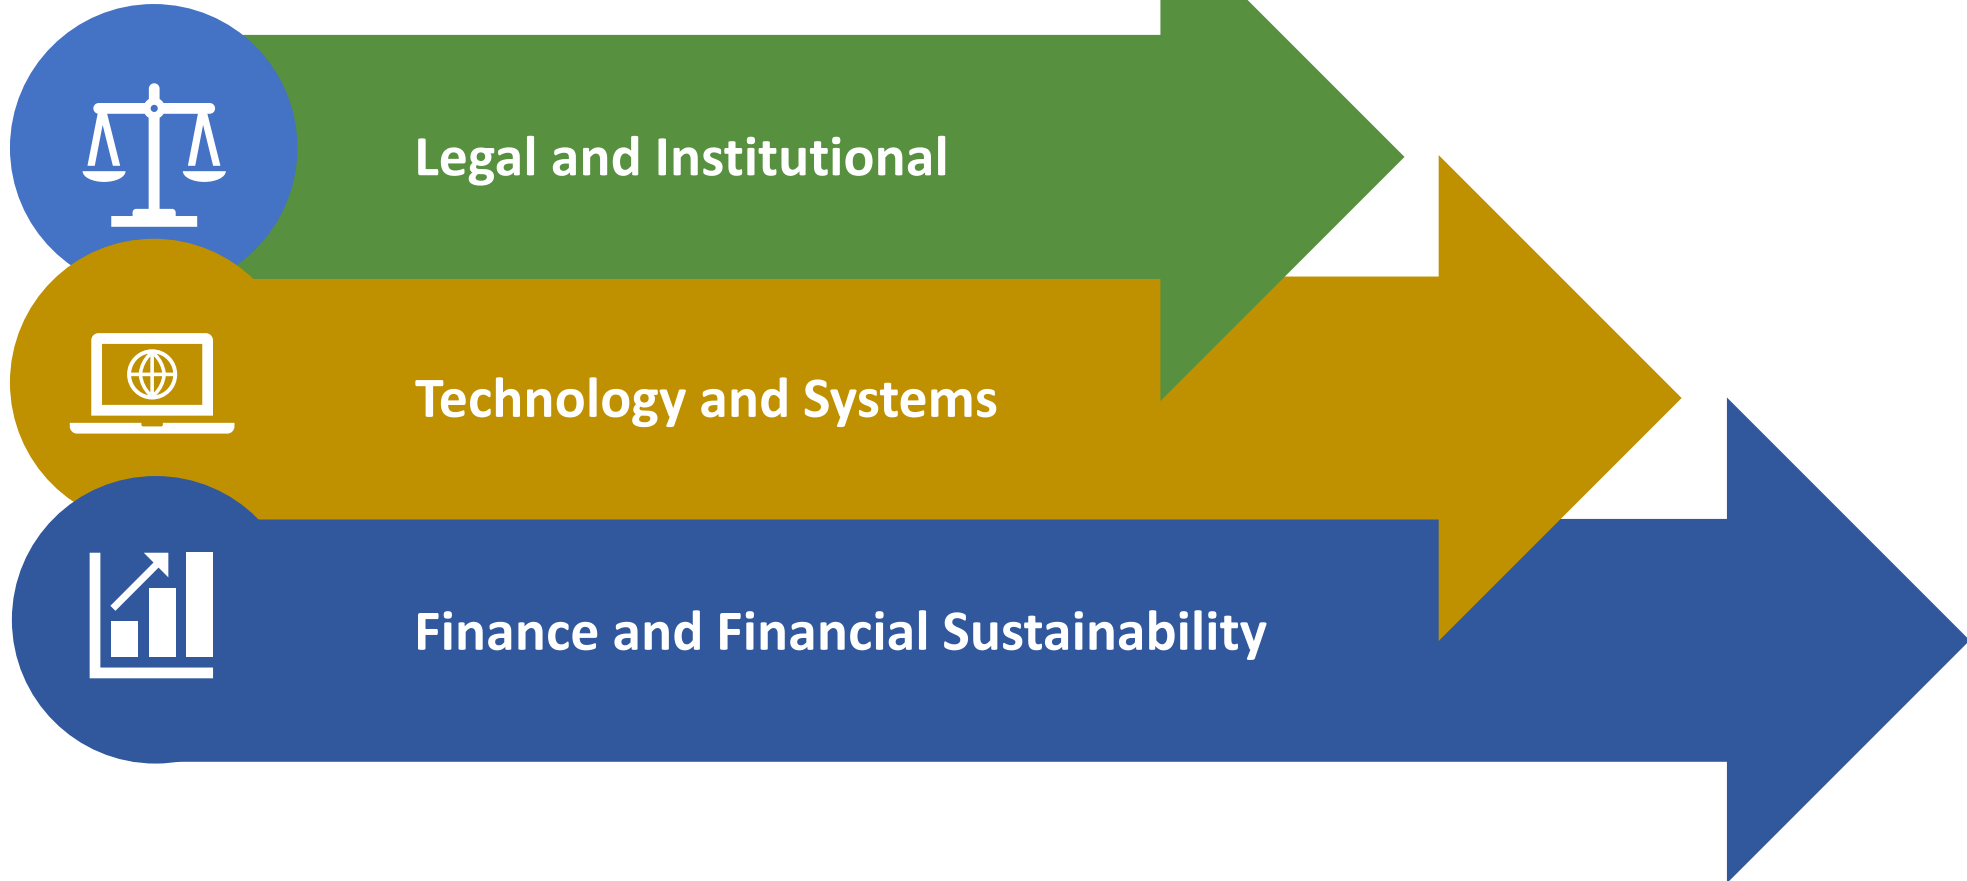 Legal and Institutional
Technology and Systems
Finance and Financial Sustainability